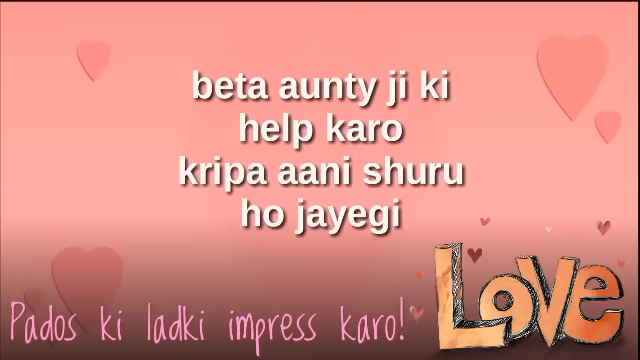 beta aunty ji ki
help karo
kripa aani shuru
ho jayegi
Love
Pados ki ladki impress karo!